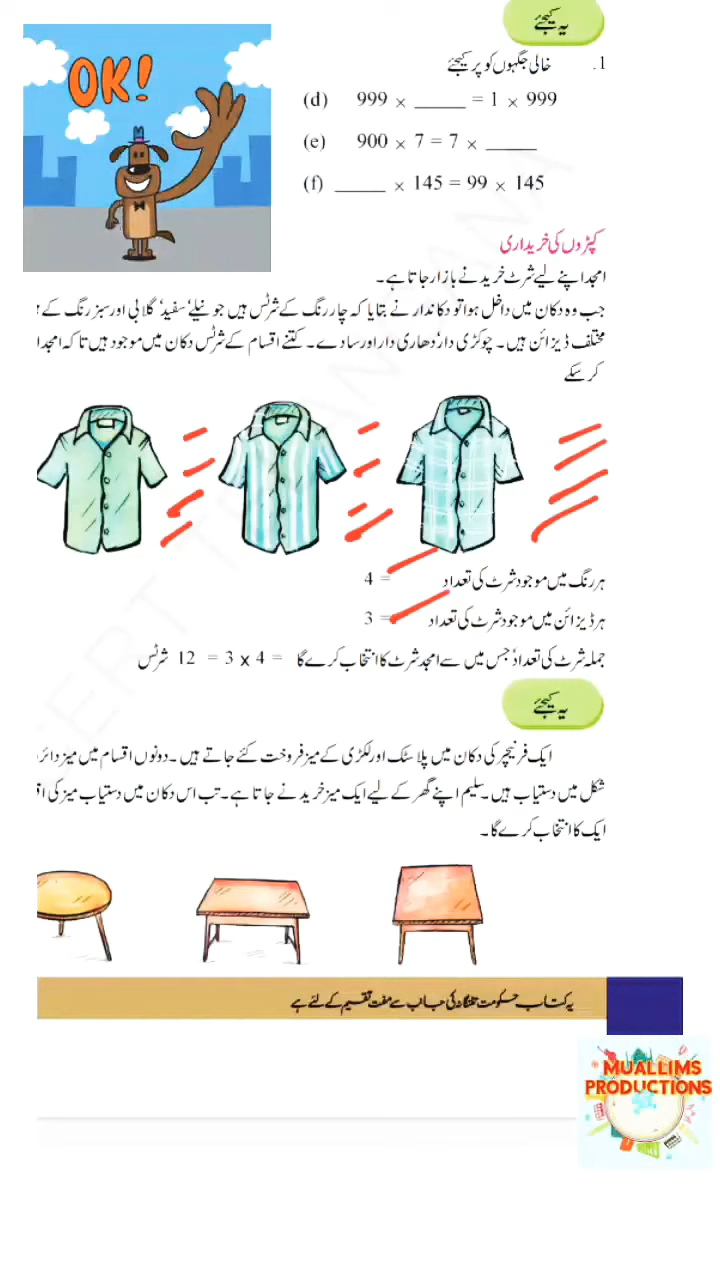 یہ کیجئے
OK!
1. خالی جگہوں کو پر کیجئے
(d) 999 × _____ = 1 × 999
(e) 900 × 7 = 7 × _____
(f) _____ × 145 = 99 × 145
کپڑوں کی خریداری
امجد اپنے لیے شرٹ خریدنے بازار جاتا ہے۔
جب وہ دکان میں داخل ہوا تو دکاندار نے بتایا کہ چار رنگ کے شرٹس ہیں جو نیلے، سفید، گلابی اور سبز رنگ کے
مختلف ڈیزائن ہیں۔ چوکڑی دار، دھاری دار اور سادے۔ کتنے اقسام کے شرٹس دکان میں موجود ہیں تا کہ امجد
کر سکے
ہر رنگ میں موجود شرٹ کی تعداد = 4
ہر ڈیزائن میں موجود شرٹ کی تعداد = 3
جملہ شرٹ کی تعداد، جس میں سے امجد شرٹ کا انتخاب کرے گا = 4 x 3 = 12 شرٹس
یہ کیجئے
ایک فرنیچر کی دکان میں پلاسٹک اور لکڑی کے میز فروخت کئے جاتے ہیں۔ دونوں اقسام میں میز
شکل میں دستیاب ہیں۔ سلیم اپنے گھر کے لیے ایک میز خریدنے جاتا ہے۔ تب اس دکان میں دستیاب میز کی
ایک کا انتخاب کرے گا۔
یہ کتاب حکومت تلنگانہ کی جانب سے مفت تقسیم کے لئے ہے
MUALLIMS
PRODUCTIONS